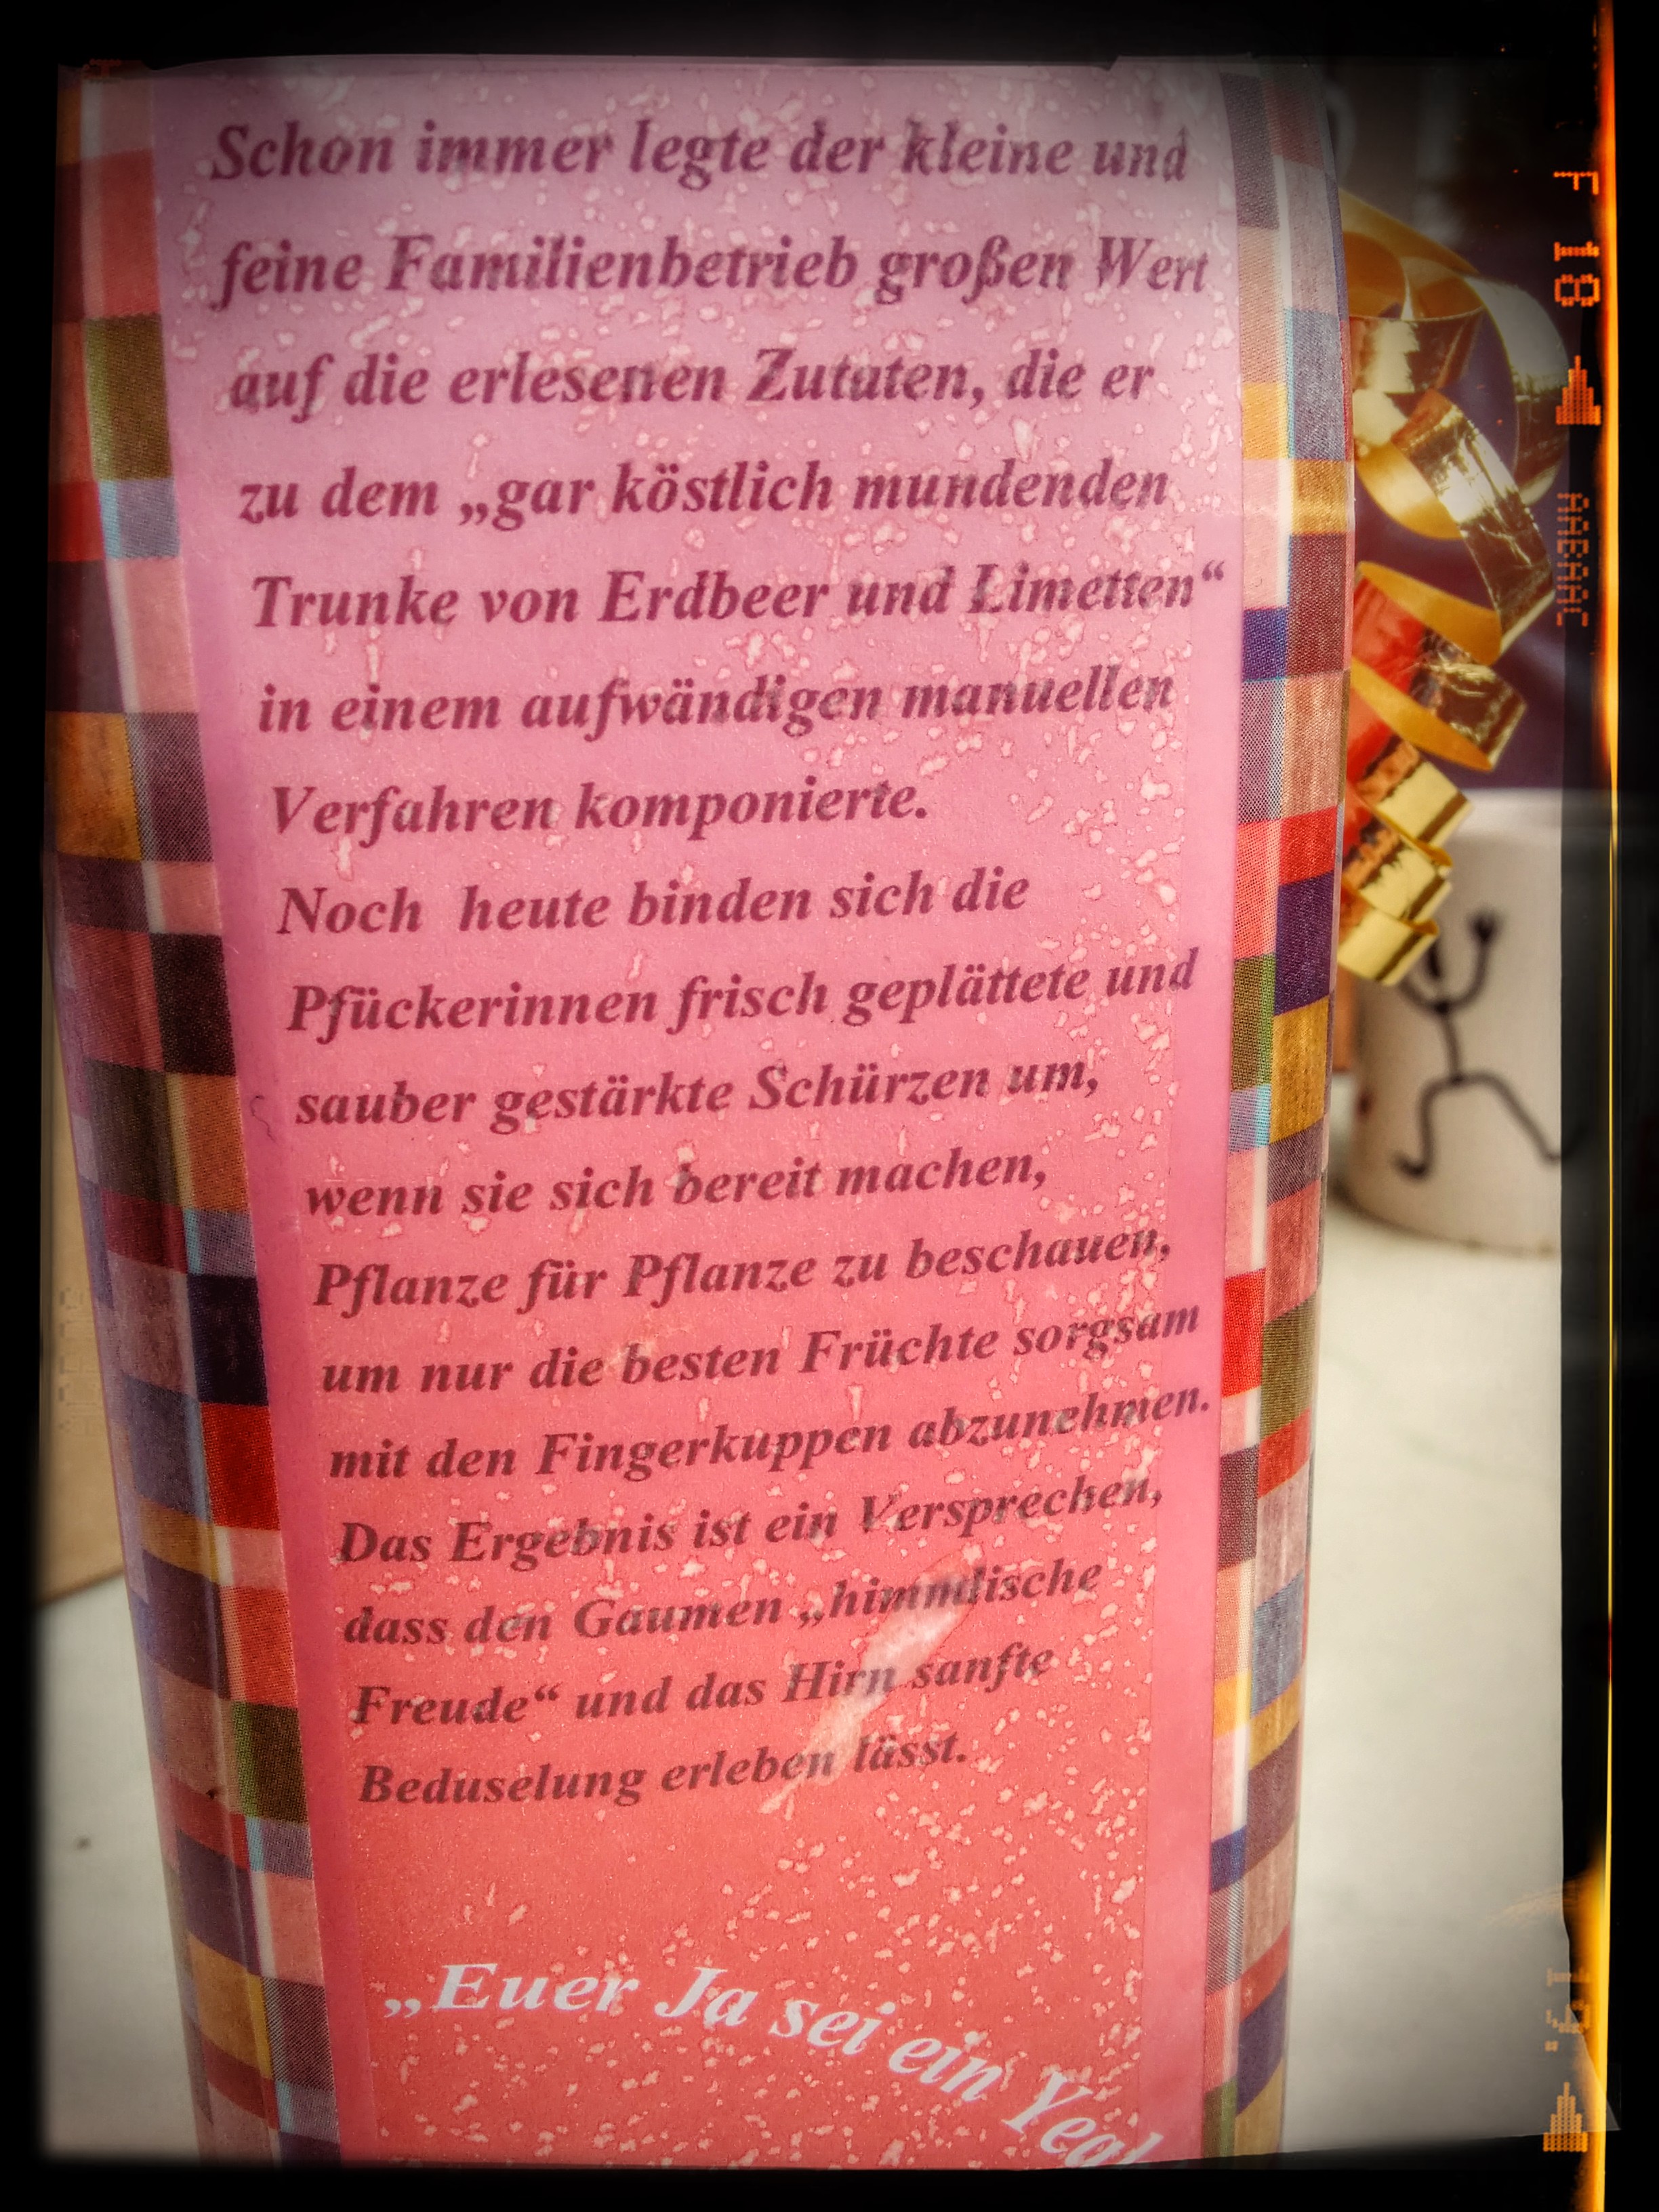 Schon immer legte der kleine und
feine Familienbetrieb großen Wert
auf die erlesenen Zutaten, die er
zu dem „gar köstlich mundenden
Trunke von Erdbeer und Limetten“
in einem aufwändigen manuellen
Verfahren komponierte.
Noch heute binden sich die
Pfückerinnen frisch geplättete und
sauber gestärkte Schürzen um,
wenn sie sich bereit machen,
Pflanze für Pflanze zu beschauen,
um nur die besten Früchte sorgsam
mit den Fingerkuppen abzunehmen.
Das Ergebnis ist ein Versprechen,
dass den Gaumen „himmlische
Freude“ und das Hirn sanfte
Beduselung erleben lässt.
„Euer Ja sei ein
F 18